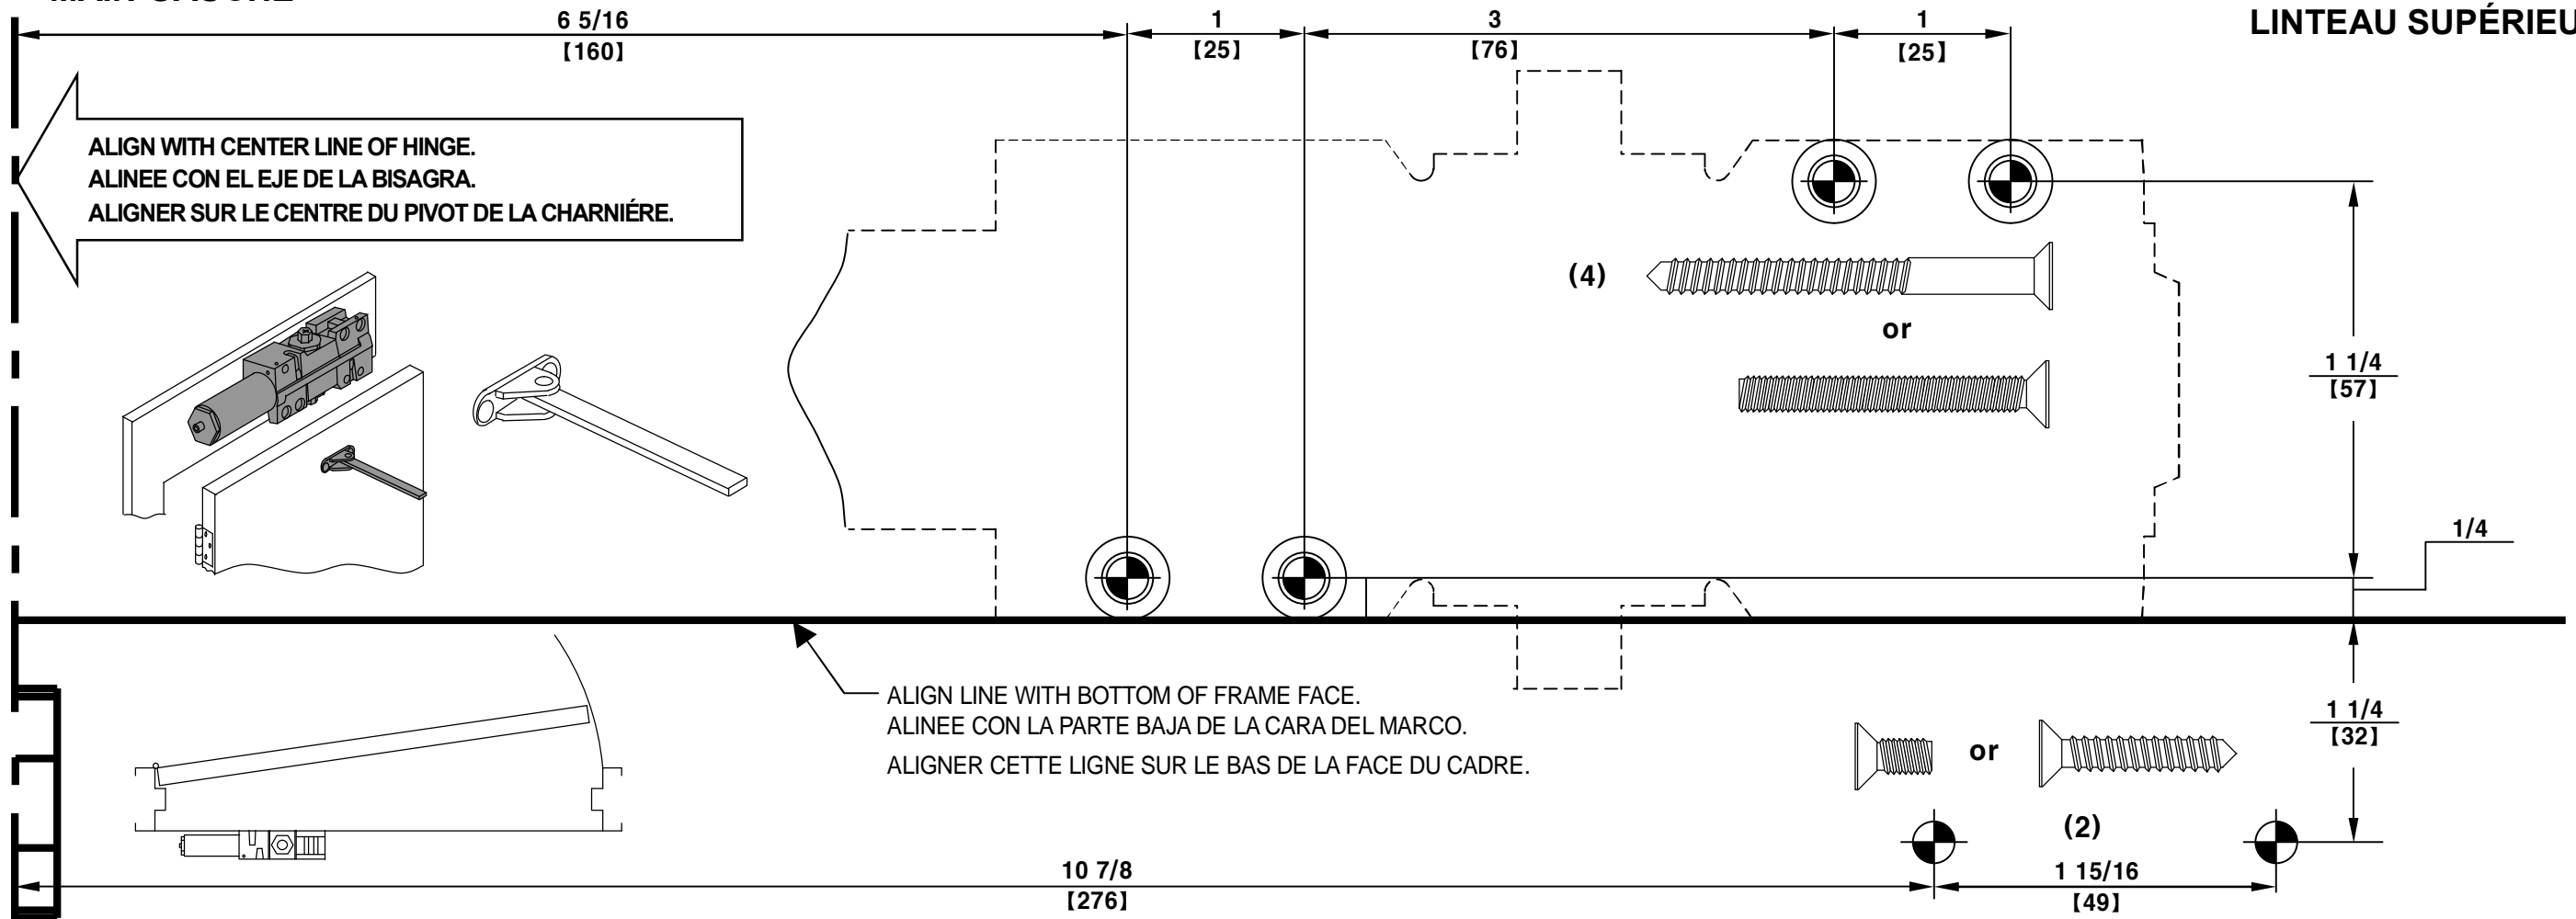 6 5/16
[160]
1
[25]
3
[76]
1
[25]
LINTEAU SUPÉRIEU
ALIGN WITH CENTER LINE OF HINGE.
ALINEE CON EL EJE DE LA BISAGRA.
ALIGNER SUR LE CENTRE DU PIVOT DE LA CHARNIÉRE.
(4)
or
1 1/4
[57]
1/4
ALIGN LINE WITH BOTTOM OF FRAME FACE.
ALINEE CON LA PARTE BAJA DE LA CARA DEL MARCO.
ALIGNER CETTE LIGNE SUR LE BAS DE LA FACE DU CADRE.
1 1/4
[32]
or
(2)
10 7/8
[276]
1 15/16
[49]